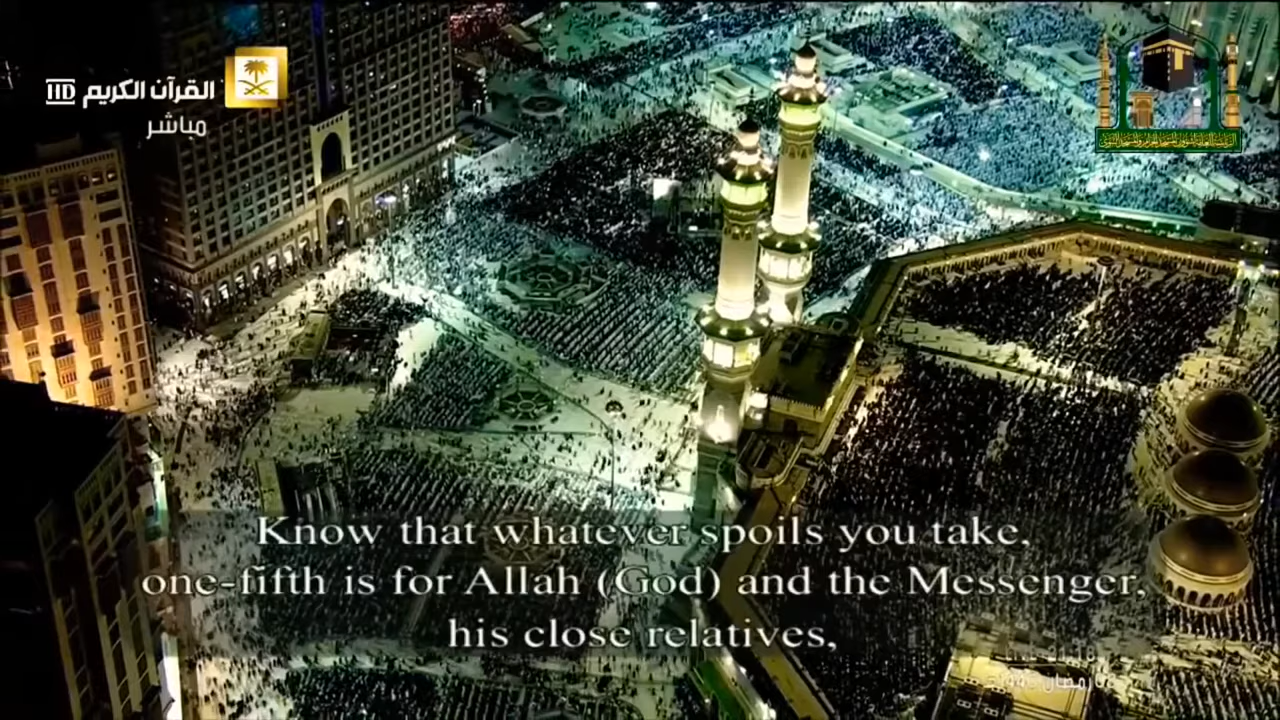 القرآن الكريم HD
مباشر
Know that whatever spoils you take,
one-fifth is for Allah (God) and the Messenger,
his close relatives,